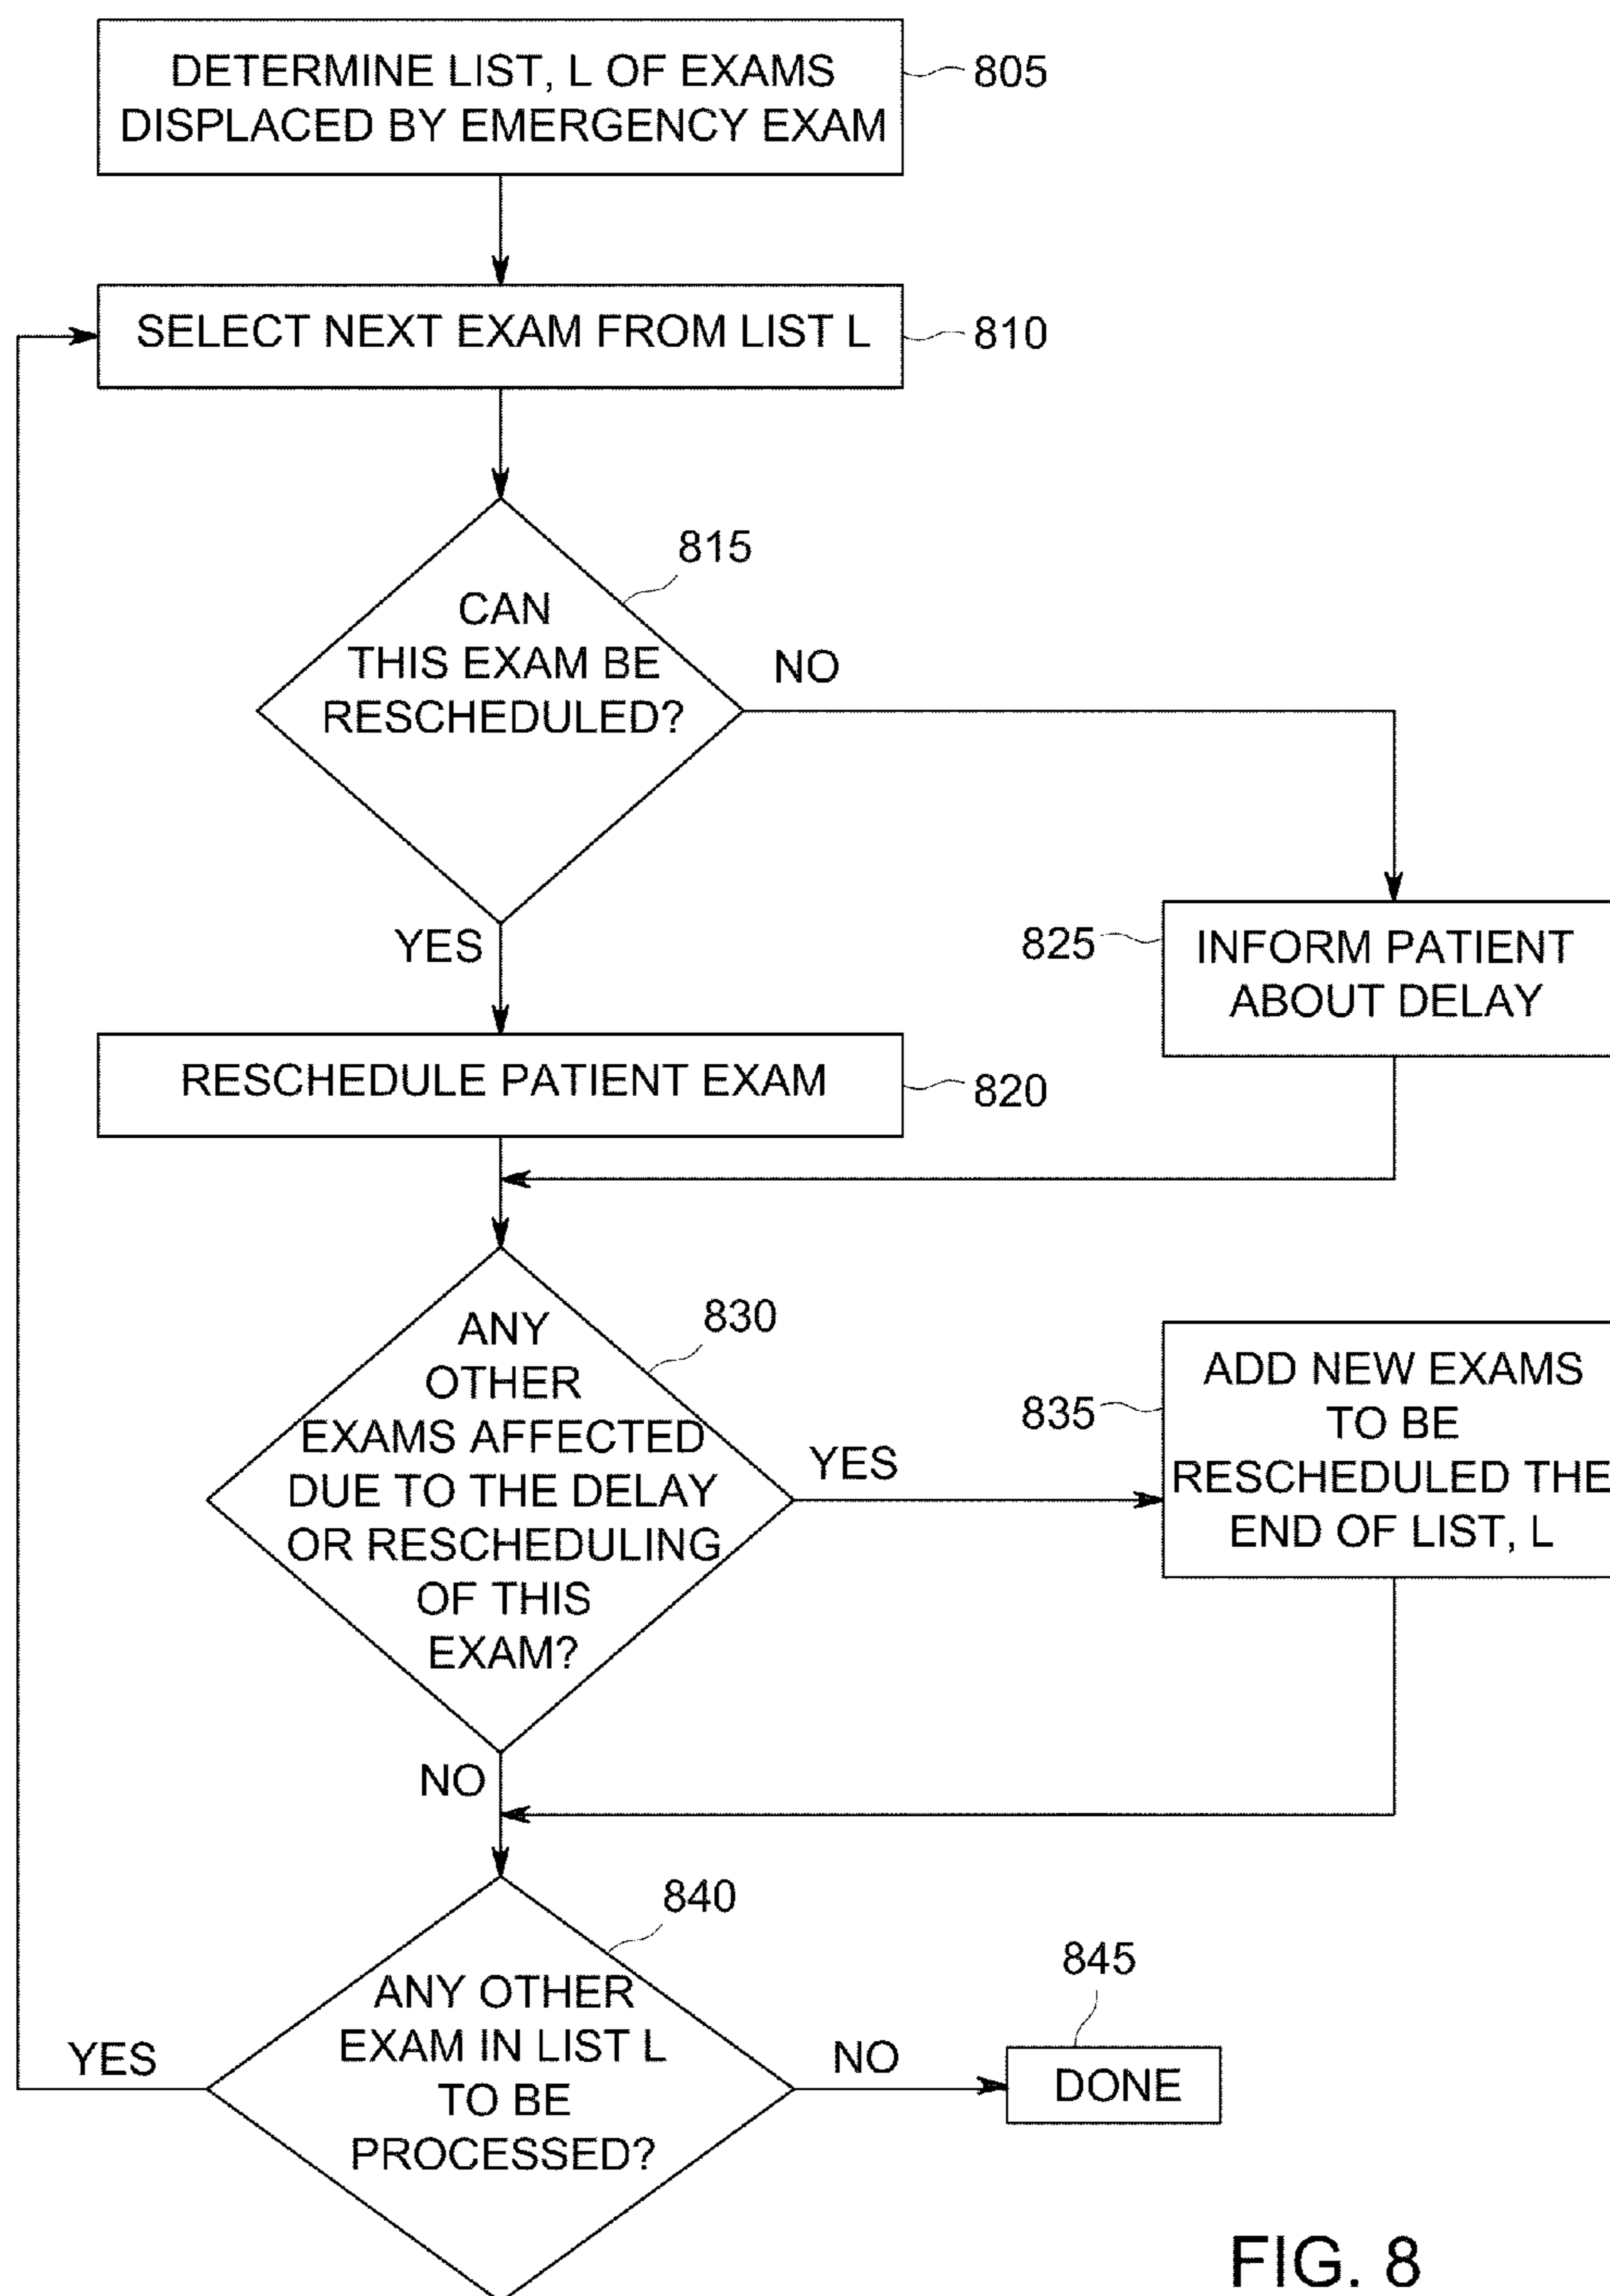 DETERMINE LIST, L OF EXAMS
DISPLACED BY EMERGENCY EXAM
805
SELECT NEXT EXAM FROM LIST L
810
815
CAN
THIS EXAM BE
RESCHEDULED?
NO
YES
825
INFORM PATIENT
ABOUT DELAY
RESCHEDULE PATIENT EXAM
820
830
ANY
OTHER
EXAMS AFFECTED
DUE TO THE DELAY
OR RESCHEDULING
OF THIS
EXAM?
YES
835
ADD NEW EXAMS
TO BE
RESCHEDULED THE
END OF LIST, L
NO
840
ANY OTHER
EXAM IN LIST L
TO BE
PROCESSED?
YES
NO
845
DONE
FIG. 8